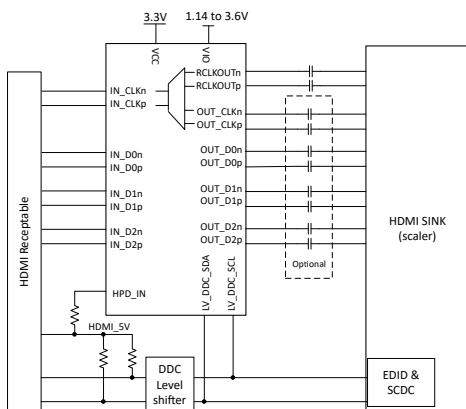 3.3V
1.14 to 3.6V
VCC
VIO
RCLKOUTn
RCLKOUTp
IN_CLKn
IN_CLKp
OUT_CLKn
OUT_CLKp
IN_D0n
IN_D0p
OUT_D0n
OUT_D0p
IN_D1n
IN_D1p
OUT_D1n
OUT_D1p
IN_D2n
IN_D2p
OUT_D2n
OUT_D2p
HDMI Receptable
HDMI SINK
(scaler)
Optional
LV_DDC_SDA
LV_DDC_SCL
HPD_IN
HDMI_5V
DDC
Level
shifter
EDID &
SCDC